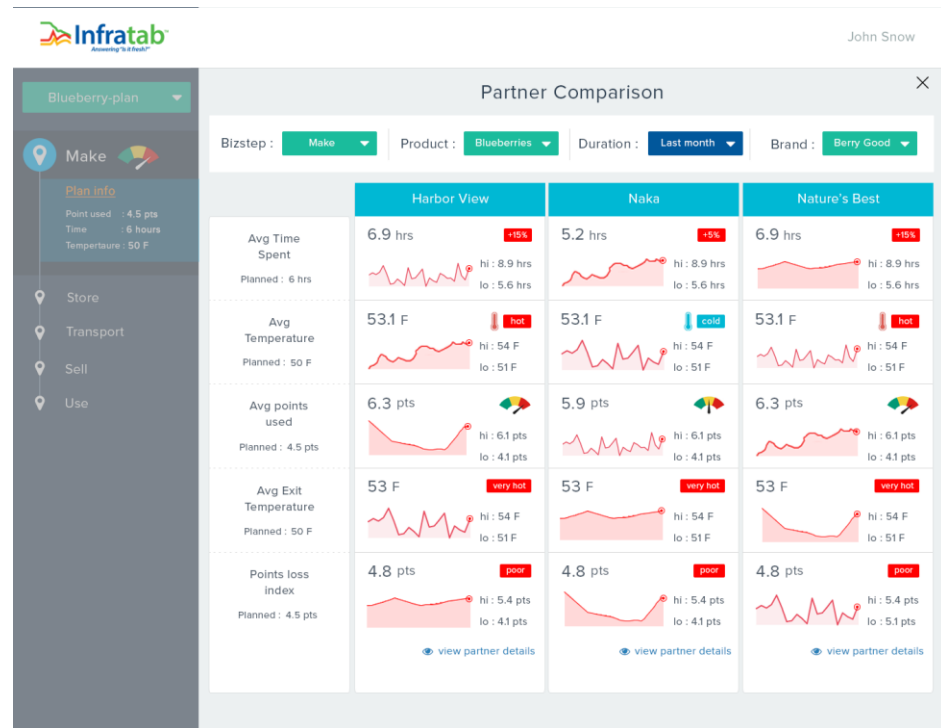 Infratab
Answering "Is it fresh?"
John Snow
Blueberry-plan
Make
Plan info
Point used : 4.5 pts
Time : 6 hours
Tempertaure : 50 F
Store
Transport
Sell
Use
Partner Comparison
Bizstep : Make Product : Blueberries Duration : Last month Brand : Berry Good
Harbor View Naka Nature's Best
Avg Time
Spent
Planned : 6 hrs
6.9 hrs +15%
hi : 8.9 hrs
lo : 5.6 hrs
5.2 hrs +5%
hi : 8.9 hrs
lo : 5.6 hrs
6.9 hrs +15%
hi : 8.9 hrs
lo : 5.6 hrs
Avg
Temperature
Planned : 50 F
53.1 F hot
hi : 54 F
lo : 51 F
53.1 F cold
hi : 54 F
lo : 51 F
53.1 F hot
hi : 54 F
lo : 51 F
Avg points
used
Planned : 4.5 pts
6.3 pts
hi : 6.1 pts
lo : 4.1 pts
5.9 pts
hi : 6.1 pts
lo : 4.1 pts
6.3 pts
hi : 6.1 pts
lo : 4.1 pts
Avg Exit
Temperature
Planned : 50 F
53 F very hot
hi : 54 F
lo : 51 F
53 F very hot
hi : 54 F
lo : 51 F
53 F very hot
hi : 54 F
lo : 51 F
Points loss
index
Planned : 4.5 pts
4.8 pts poor
hi : 5.4 pts
lo : 4.1 pts
view partner details
4.8 pts poor
hi : 5.4 pts
lo : 4.1 pts
view partner details
4.8 pts poor
hi : 5.4 pts
lo : 5.1 pts
view partner details